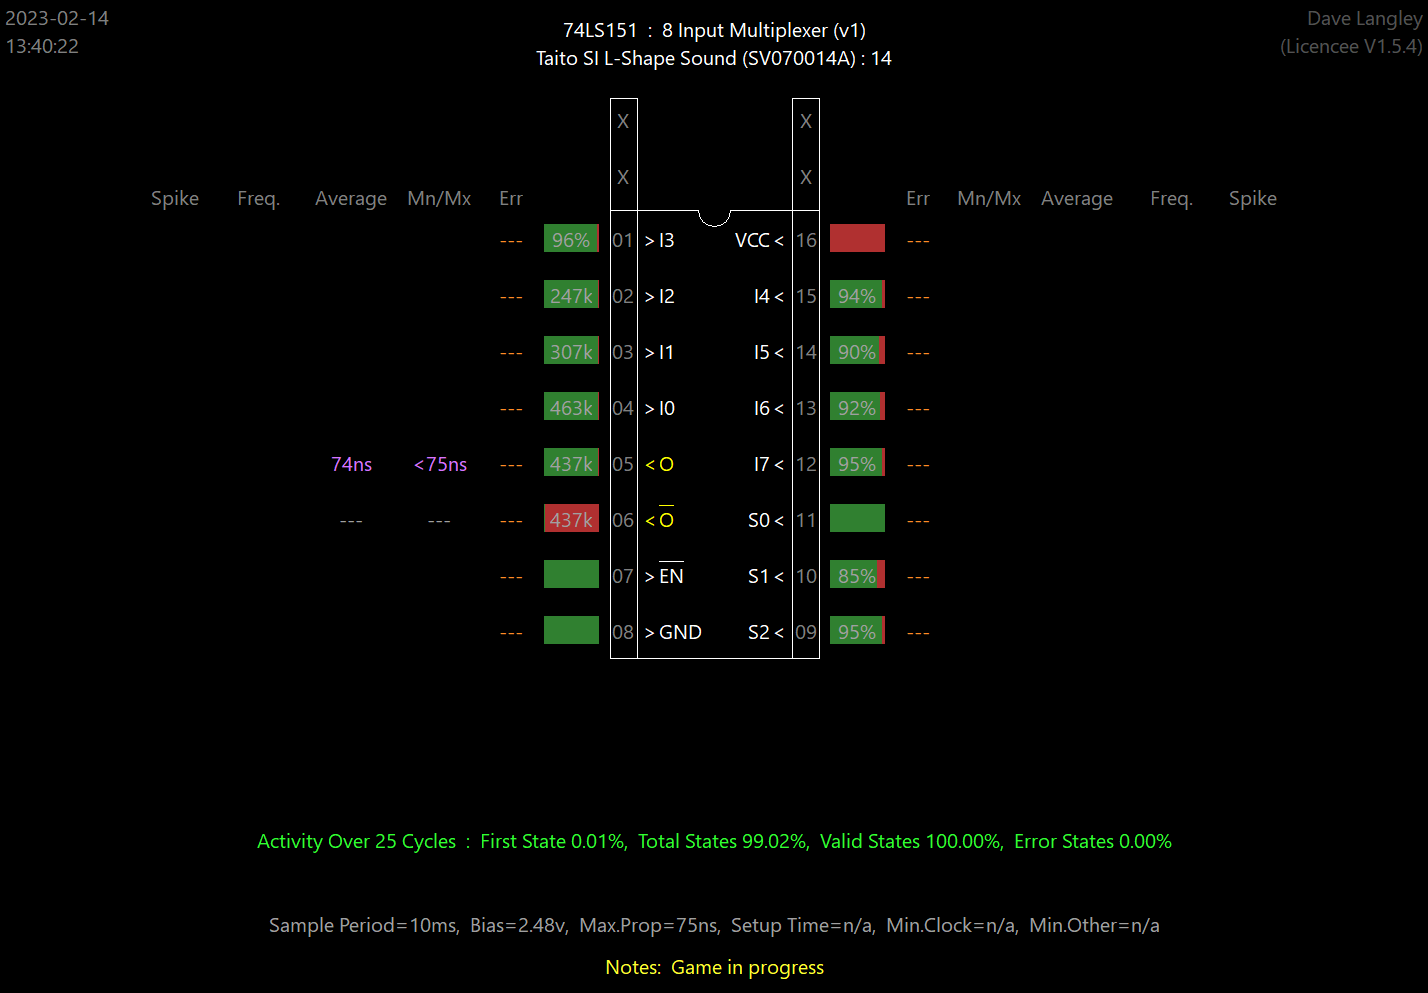 2023-02-14
13:40:22
74LS151 : 8 Input Multiplexer (v1)
Taito SI L-Shape Sound (SV070014A) : 14
Dave Langley
(Licencee V1.5.4)
X X
X X
Spike Freq. Average Mn/Mx Err Err Mn/Mx Average Freq. Spike
--- 96% 01 > I3 VCC < 16 ---
--- 247k 02 > I2 I4 < 15 94% ---
--- 307k 03 > I1 I5 < 14 90% ---
--- 463k 04 > I0 I6 < 13 92% ---
74ns <75ns --- 437k 05 < O I7 < 12 95% ---
--- --- --- 437k 06 < O̅ S0 < 11 ---
--- 07 > E̅N̅ S1 < 10 85% ---
--- 08 > GND S2 < 09 95% ---
Activity Over 25 Cycles : First State 0.01%, Total States 99.02%, Valid States 100.00%, Error States 0.00%
Sample Period=10ms, Bias=2.48v, Max.Prop=75ns, Setup Time=n/a, Min.Clock=n/a, Min.Other=n/a
Notes: Game in progress